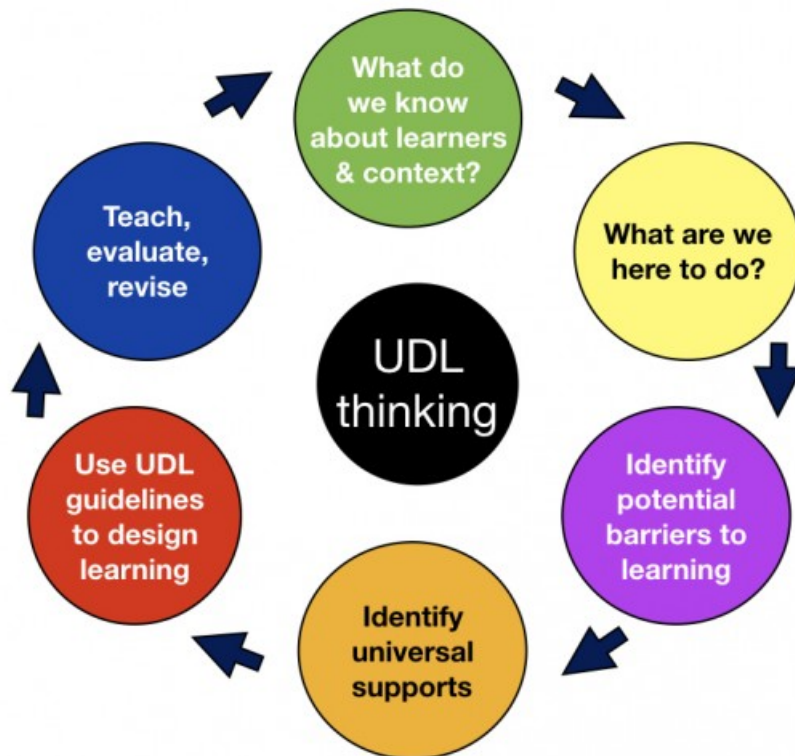 What do
we know
about learners
& context?
What are we
here to do?
Identify
potential
barriers to
learning
Identify
universal
supports
Use UDL
guidelines
to design
learning
Teach,
evaluate,
revise
UDL
thinking